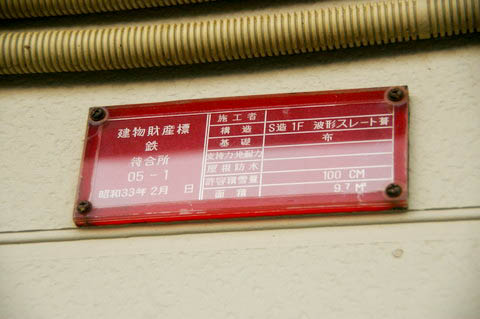 建物財産標
鉄
待合所
05-1
昭和33年2月 日
施工者
構造 S造1F 波形スレート葺
基礎 布
支持力地耐力
屋根防水
許容積雪量 100 CM
面積 9.7 M²